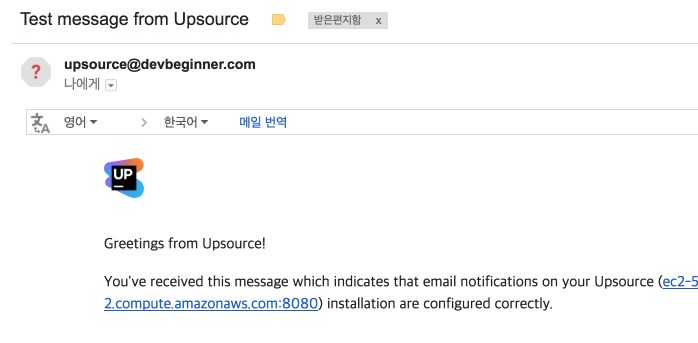 Test message from Upsource 받은편지함 x
?
upsource@devbeginner.com
나에게
文A 영어 > 한국어 메일 번역
UP
Greetings from Upsource!
You've received this message which indicates that email notifications on your Upsource (ec2-5
2.compute.amazonaws.com:8080) installation are configured correctly.